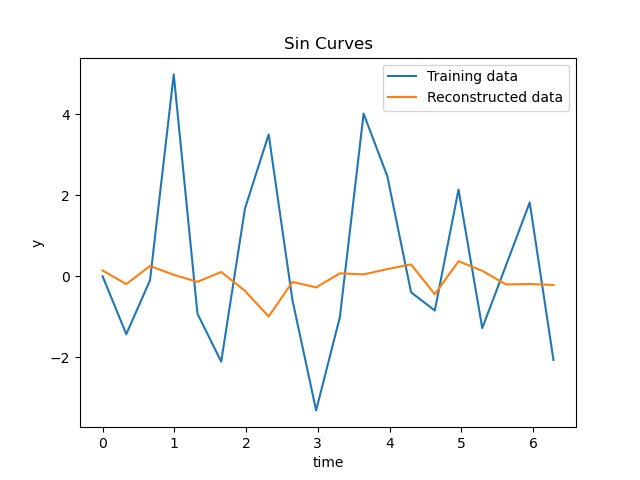 Sin Curves
Training data
Reconstructed data
y
4
2
0
−2
0 1 2 3 4 5 6
time